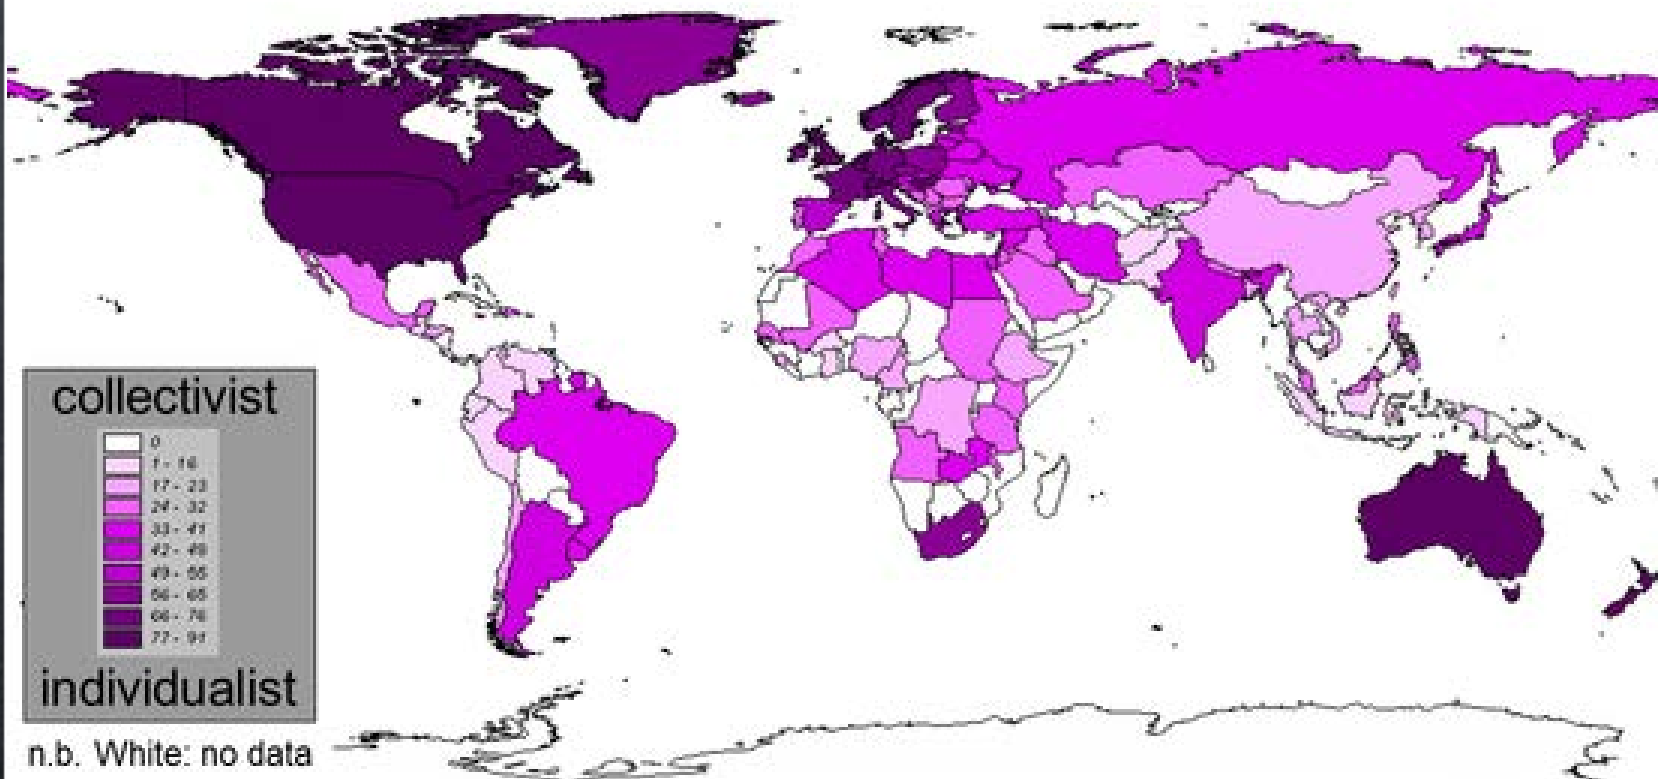 collectivist
0
1 - 16
17 - 23
24 - 32
33 - 41
42 - 48
49 - 55
56 - 65
66 - 76
77 - 91
individualist
n.b. White: no data